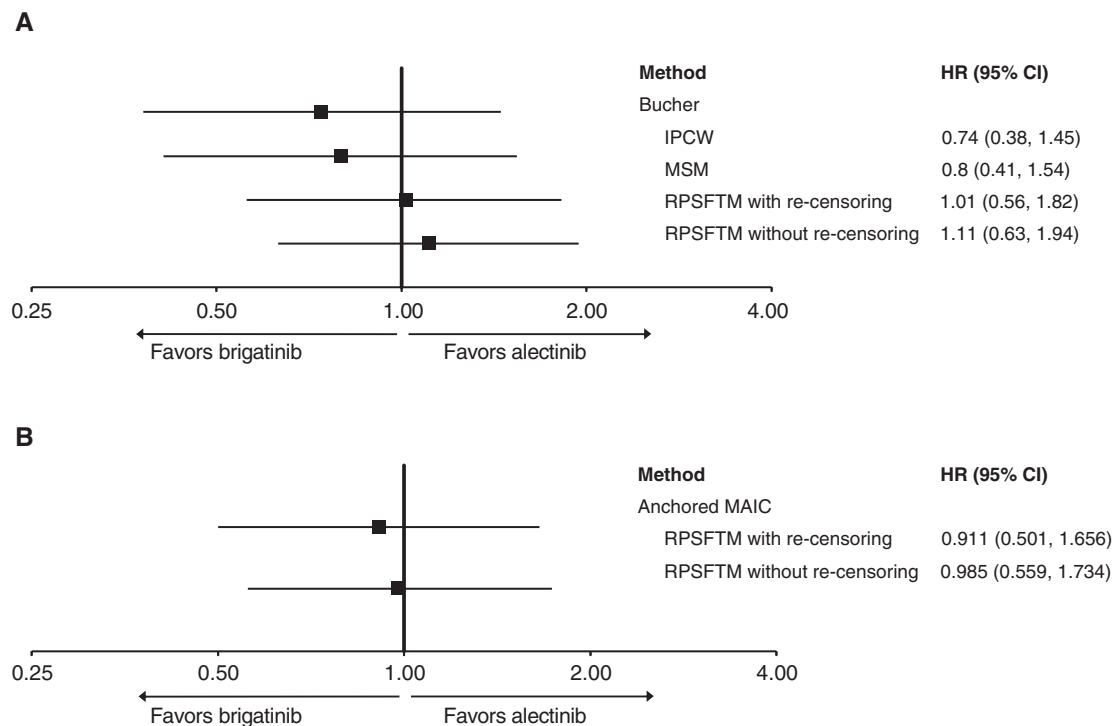 A
Method HR (95% CI)
Bucher
IPCW 0.74 (0.38, 1.45)
MSM 0.8 (0.41, 1.54)
RPSFTM with re-censoring 1.01 (0.56, 1.82)
RPSFTM without re-censoring 1.11 (0.63, 1.94)
0.25 0.50 1.00 2.00 4.00
Favors brigatinib Favors alectinib
B
Method HR (95% CI)
Anchored MAIC
RPSFTM with re-censoring 0.911 (0.501, 1.656)
RPSFTM without re-censoring 0.985 (0.559, 1.734)
0.25 0.50 1.00 2.00 4.00
Favors brigatinib Favors alectinib